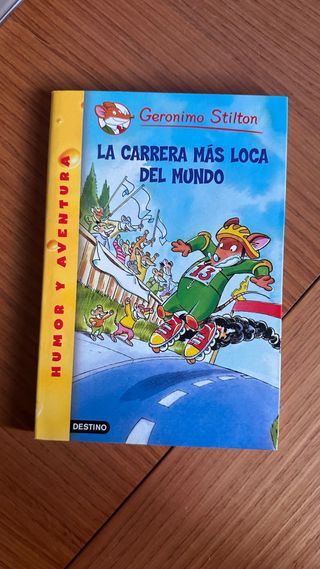 Geronimo Stilton
LA CARRERA MÁS LOCA
DEL MUNDO
HUMOR Y AVENTURA
13
DESTINO